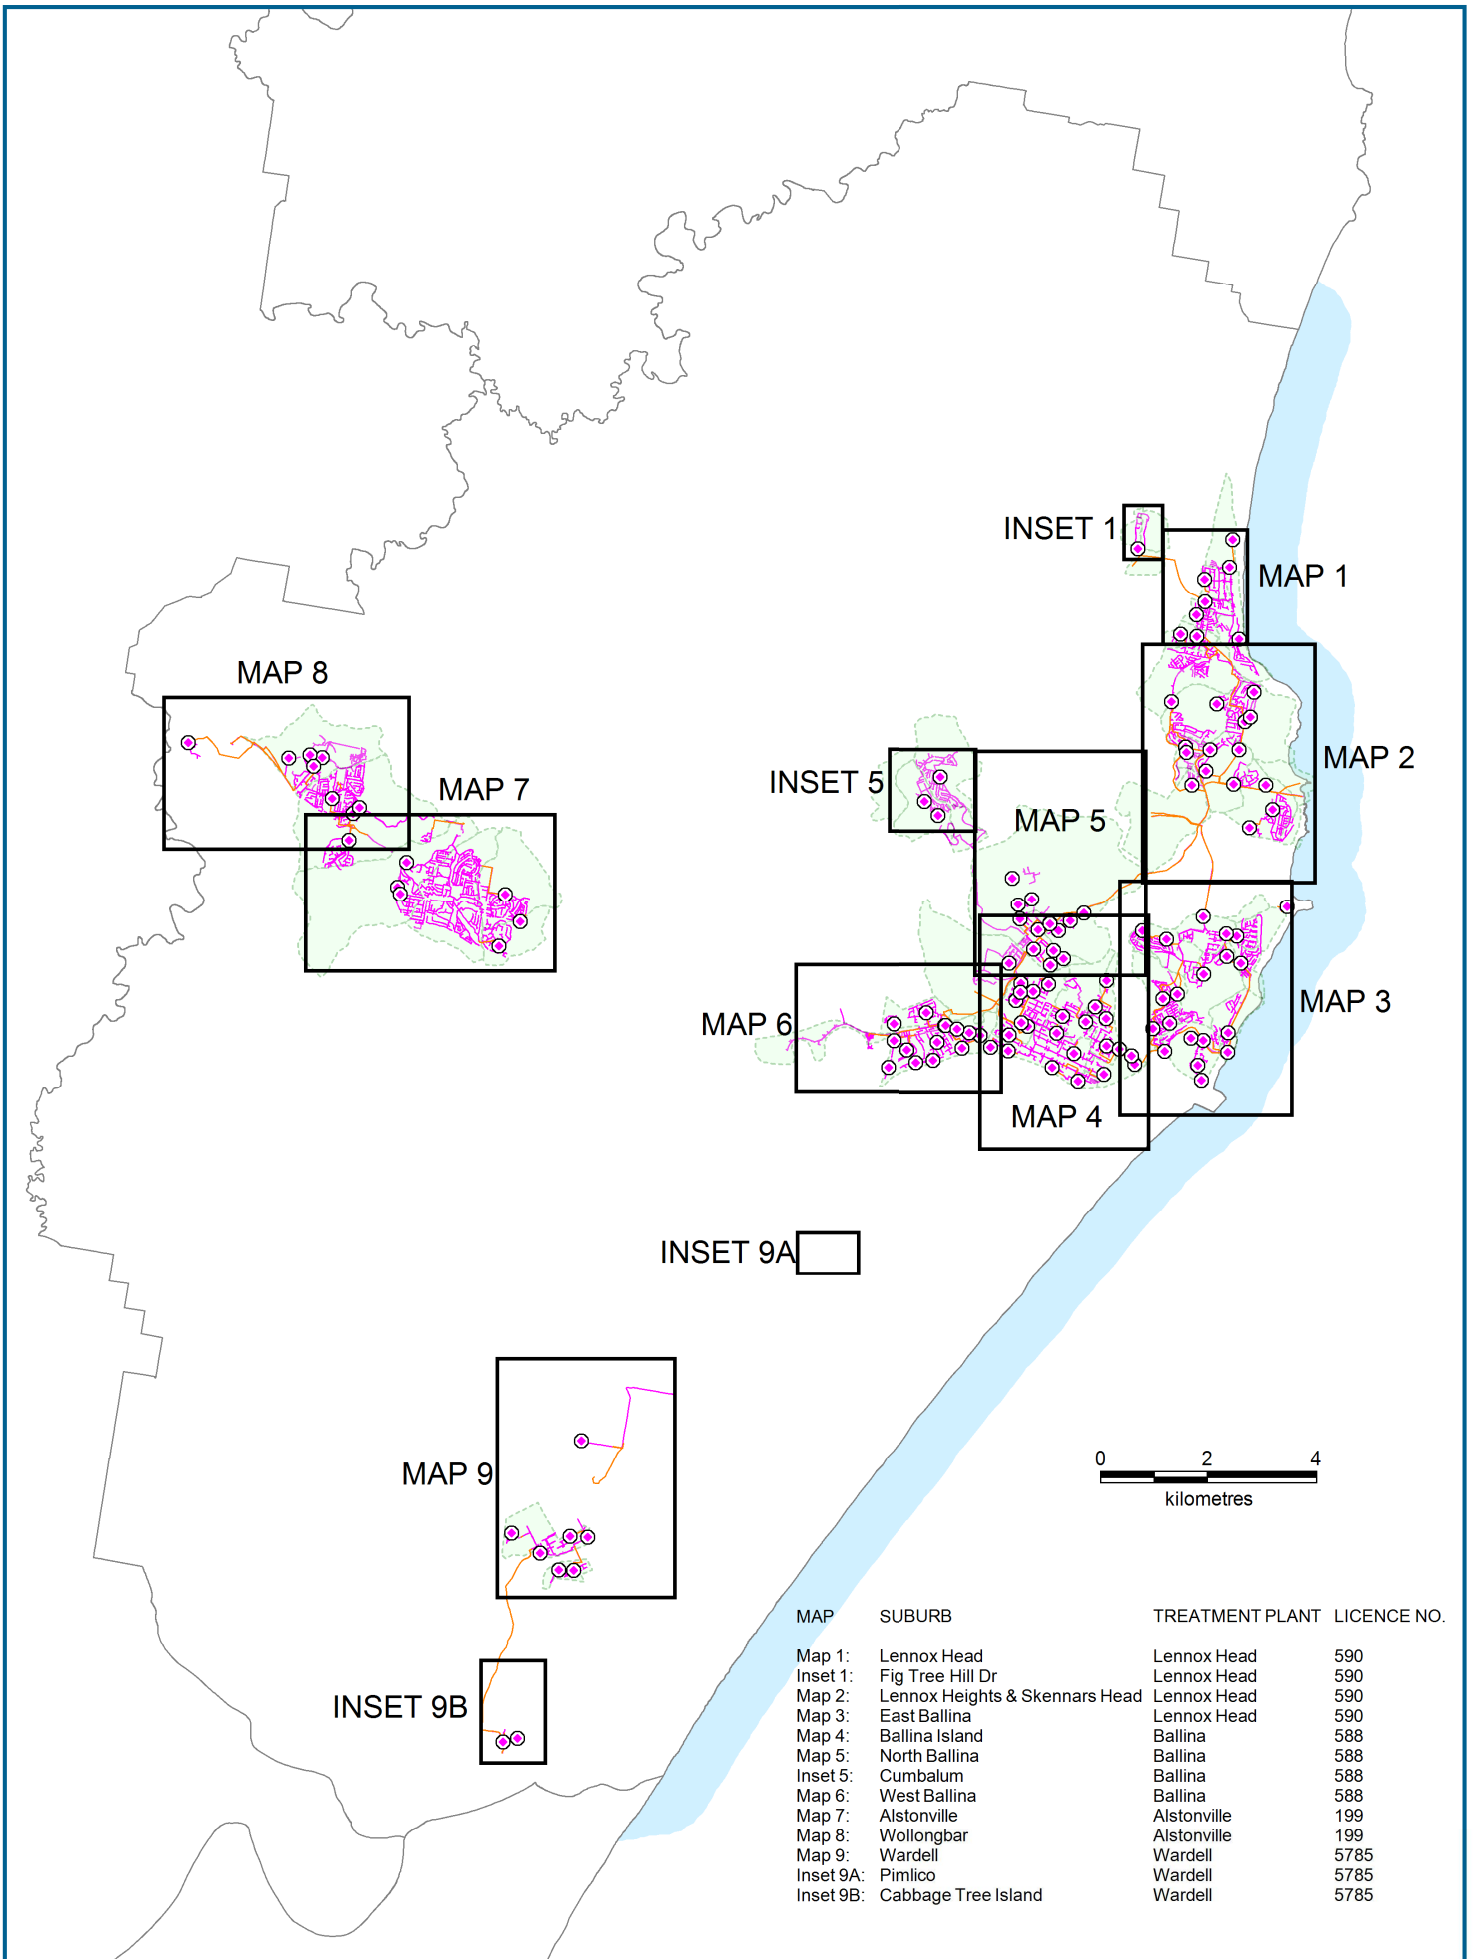 INSET 1
MAP 1
MAP 8
MAP 7
MAP 2
INSET 5
MAP 5
MAP 3
MAP 6
MAP 4
INSET 9A
MAP 9
0 2 4
kilometres
INSET 9B
MAP SUBURB TREATMENT PLANT LICENCE NO.
Map 1: Lennox Head Lennox Head 590
Inset 1: Fig Tree Hill Dr Lennox Head 590
Map 2: Lennox Heights & Skennars Head Lennox Head 590
Map 3: East Ballina Lennox Head 590
Map 4: Ballina Island Ballina 588
Map 5: North Ballina Ballina 588
Inset 5: Cumbalum Ballina 588
Map 6: West Ballina Ballina 588
Map 7: Alstonville Alstonville 199
Map 8: Wollongbar Alstonville 199
Map 9: Wardell Wardell 5785
Inset 9A: Pimlico Wardell 5785
Inset 9B: Cabbage Tree Island Wardell 5785